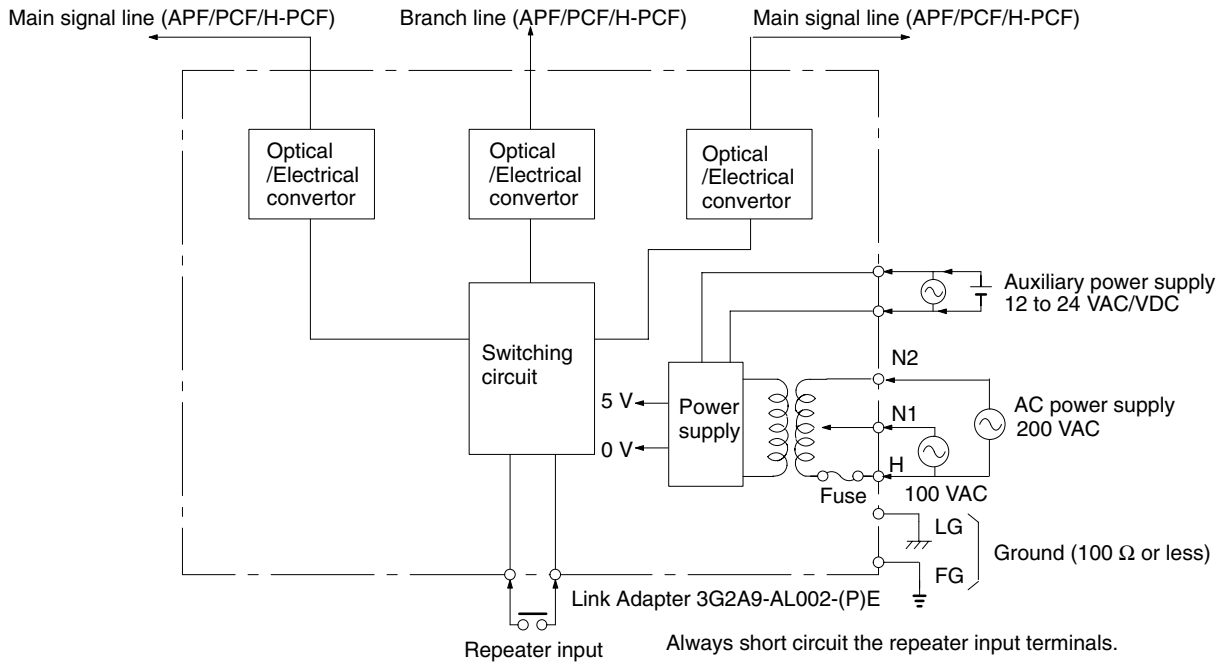 Main signal line (APF/PCF/H-PCF)
Branch line (APF/PCF/H-PCF)
Main signal line (APF/PCF/H-PCF)
Optical
/Electrical
convertor
Optical
/Electrical
convertor
Optical
/Electrical
convertor
Auxiliary power supply
12 to 24 VAC/VDC
Switching
circuit
N2
5 V
Power
supply
N1
AC power supply
200 VAC
0 V
H
Fuse
100 VAC
LG
Ground (100 Ω or less)
FG
Link Adapter 3G2A9-AL002-(P)E
Repeater input
Always short circuit the repeater input terminals.